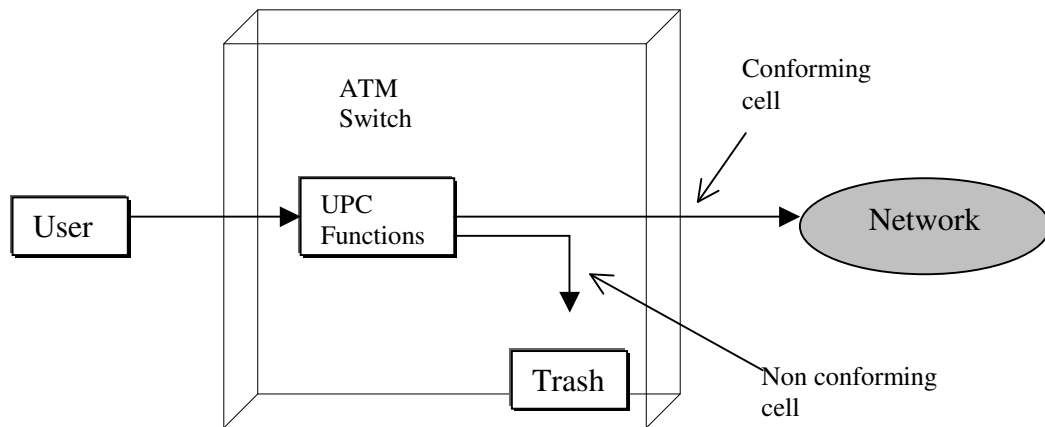 Conforming
cell
ATM
Switch
User
UPC
Functions
Network
Trash
Non conforming
cell